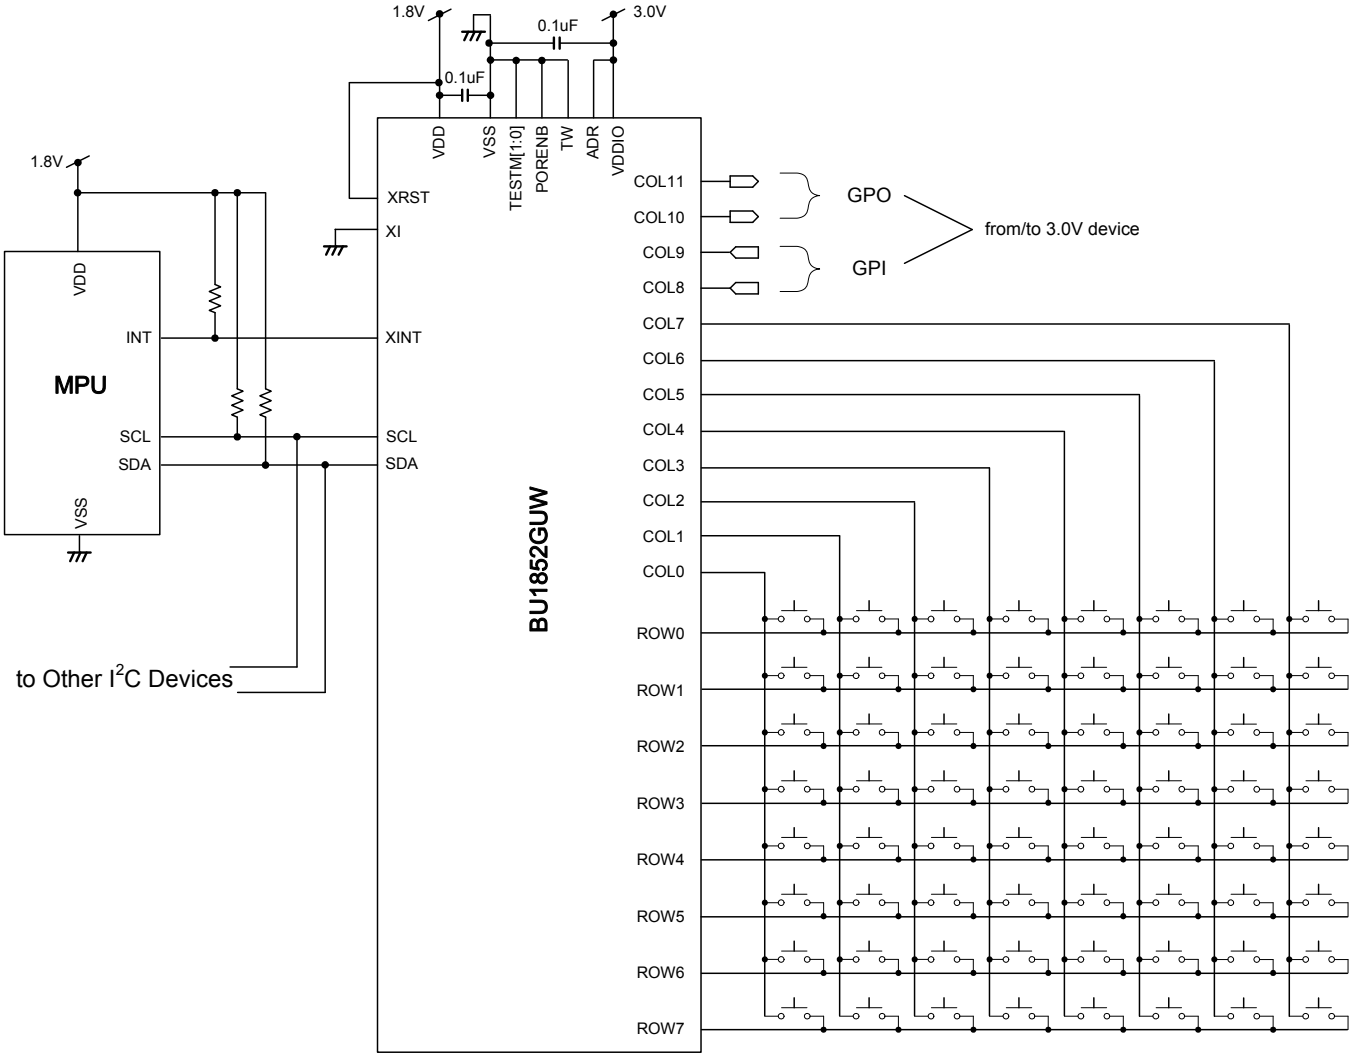 1.8V
3.0V
0.1uF
0.1uF
VDD
VSS
TESTM[1:0]
PORENB
TW
ADR
VDDIO
1.8V
XRST
XI
VDD
INT
XINT
MPU
SCL
SCL
SDA
SDA
VSS
BU1852GUW
to Other I²C Devices
COL11
COL10
COL9
COL8
GPO
GPI
from/to 3.0V device
COL7
COL6
COL5
COL4
COL3
COL2
COL1
COL0
ROW0
ROW1
ROW2
ROW3
ROW4
ROW5
ROW6
ROW7